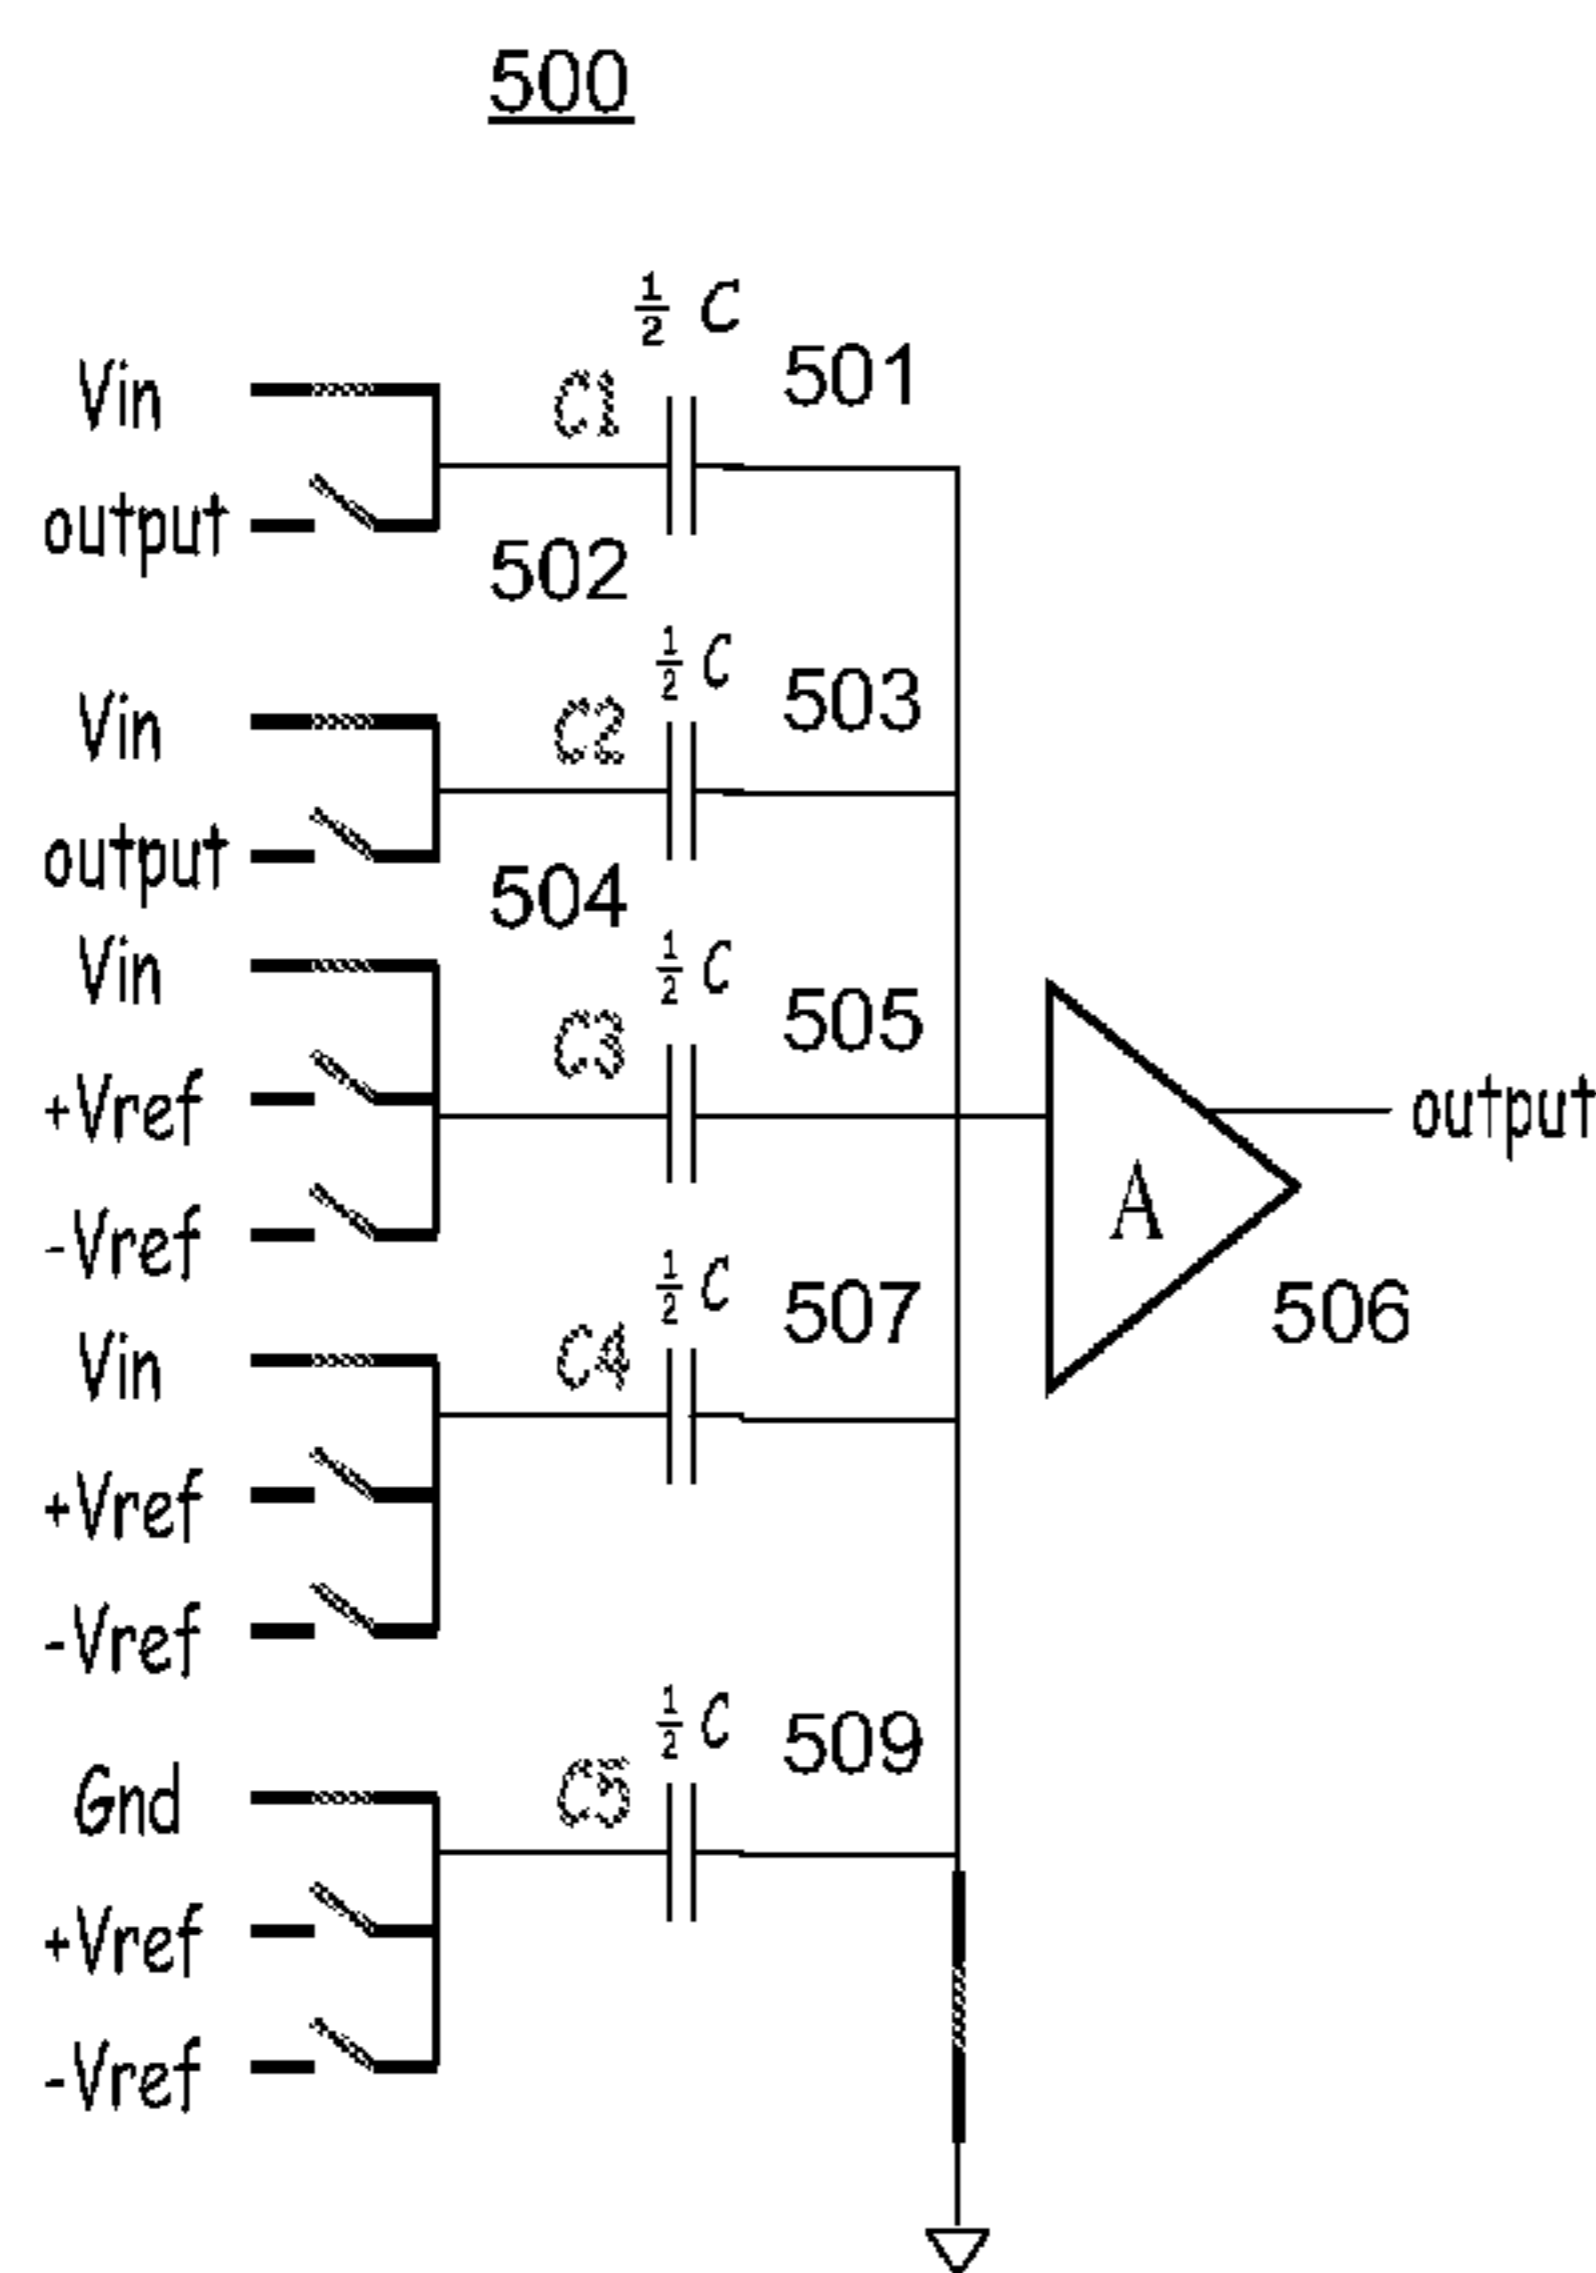 500
½ C
Vin
C1
501
output
502
½ C
Vin
C2
503
output
504
Vin
½ C
C3
505
+Vref
output
-Vref
A
½ C
507
506
Vin
C4
+Vref
-Vref
½ C
509
Gnd
C5
+Vref
-Vref